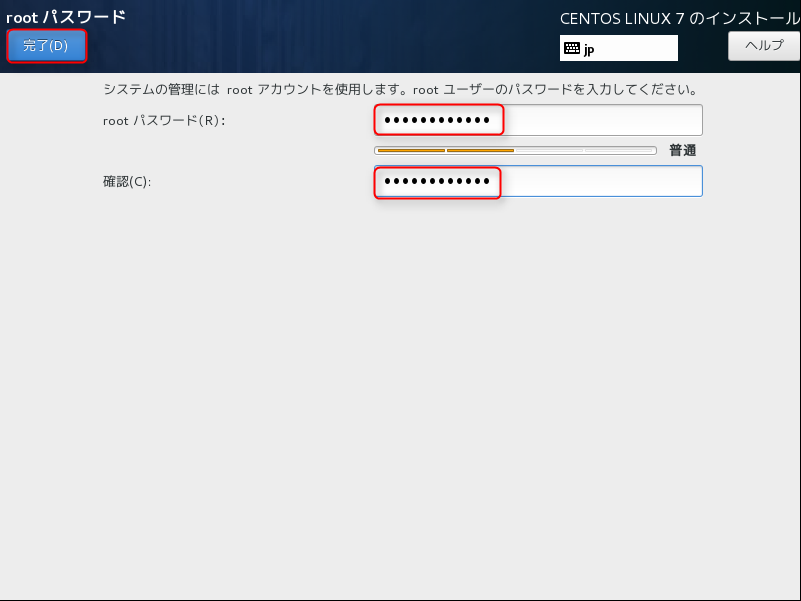 root パスワード
CENTOS LINUX 7 のインストール
完了(D)
jp
ヘルプ
システムの管理には root アカウントを使用します。root ユーザーのパスワードを入力してください。
root パスワード(R):
●●●●●●●●●●●●
普通
確認(C):
●●●●●●●●●●●●